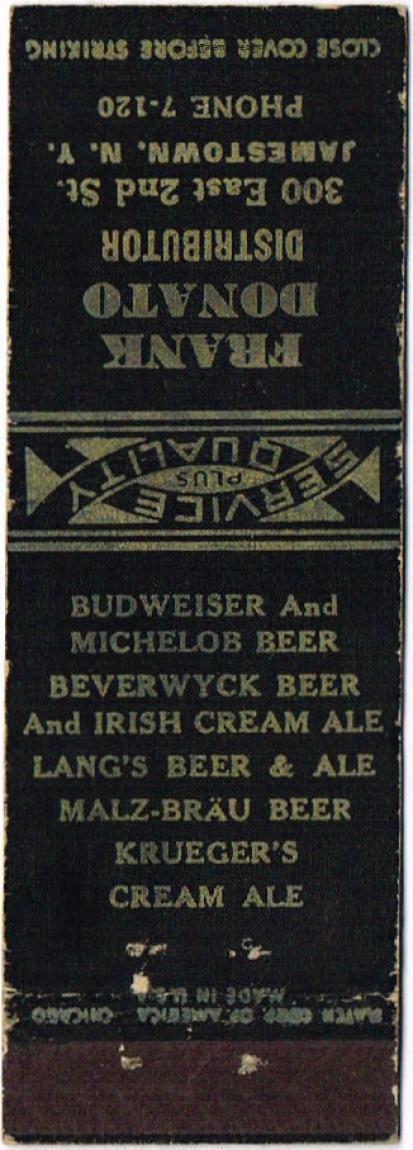 CLOSE COVER BEFORE STRIKING
PHONE 7-120
JAMESTOWN, N. Y.
300 East 2nd St.
DISTRIBUTOR
FRANK
DONATO
SERVICE
PLUS
QUALITY
BUDWEISER And
MICHELOB BEER
BEVERWYCK BEER
And IRISH CREAM ALE
LANG'S BEER & ALE
MALZ-BRÄU BEER
KRUEGER'S
CREAM ALE
MADE IN U.S.A.
MATCH CORP. OF AMERICA CHICAGO